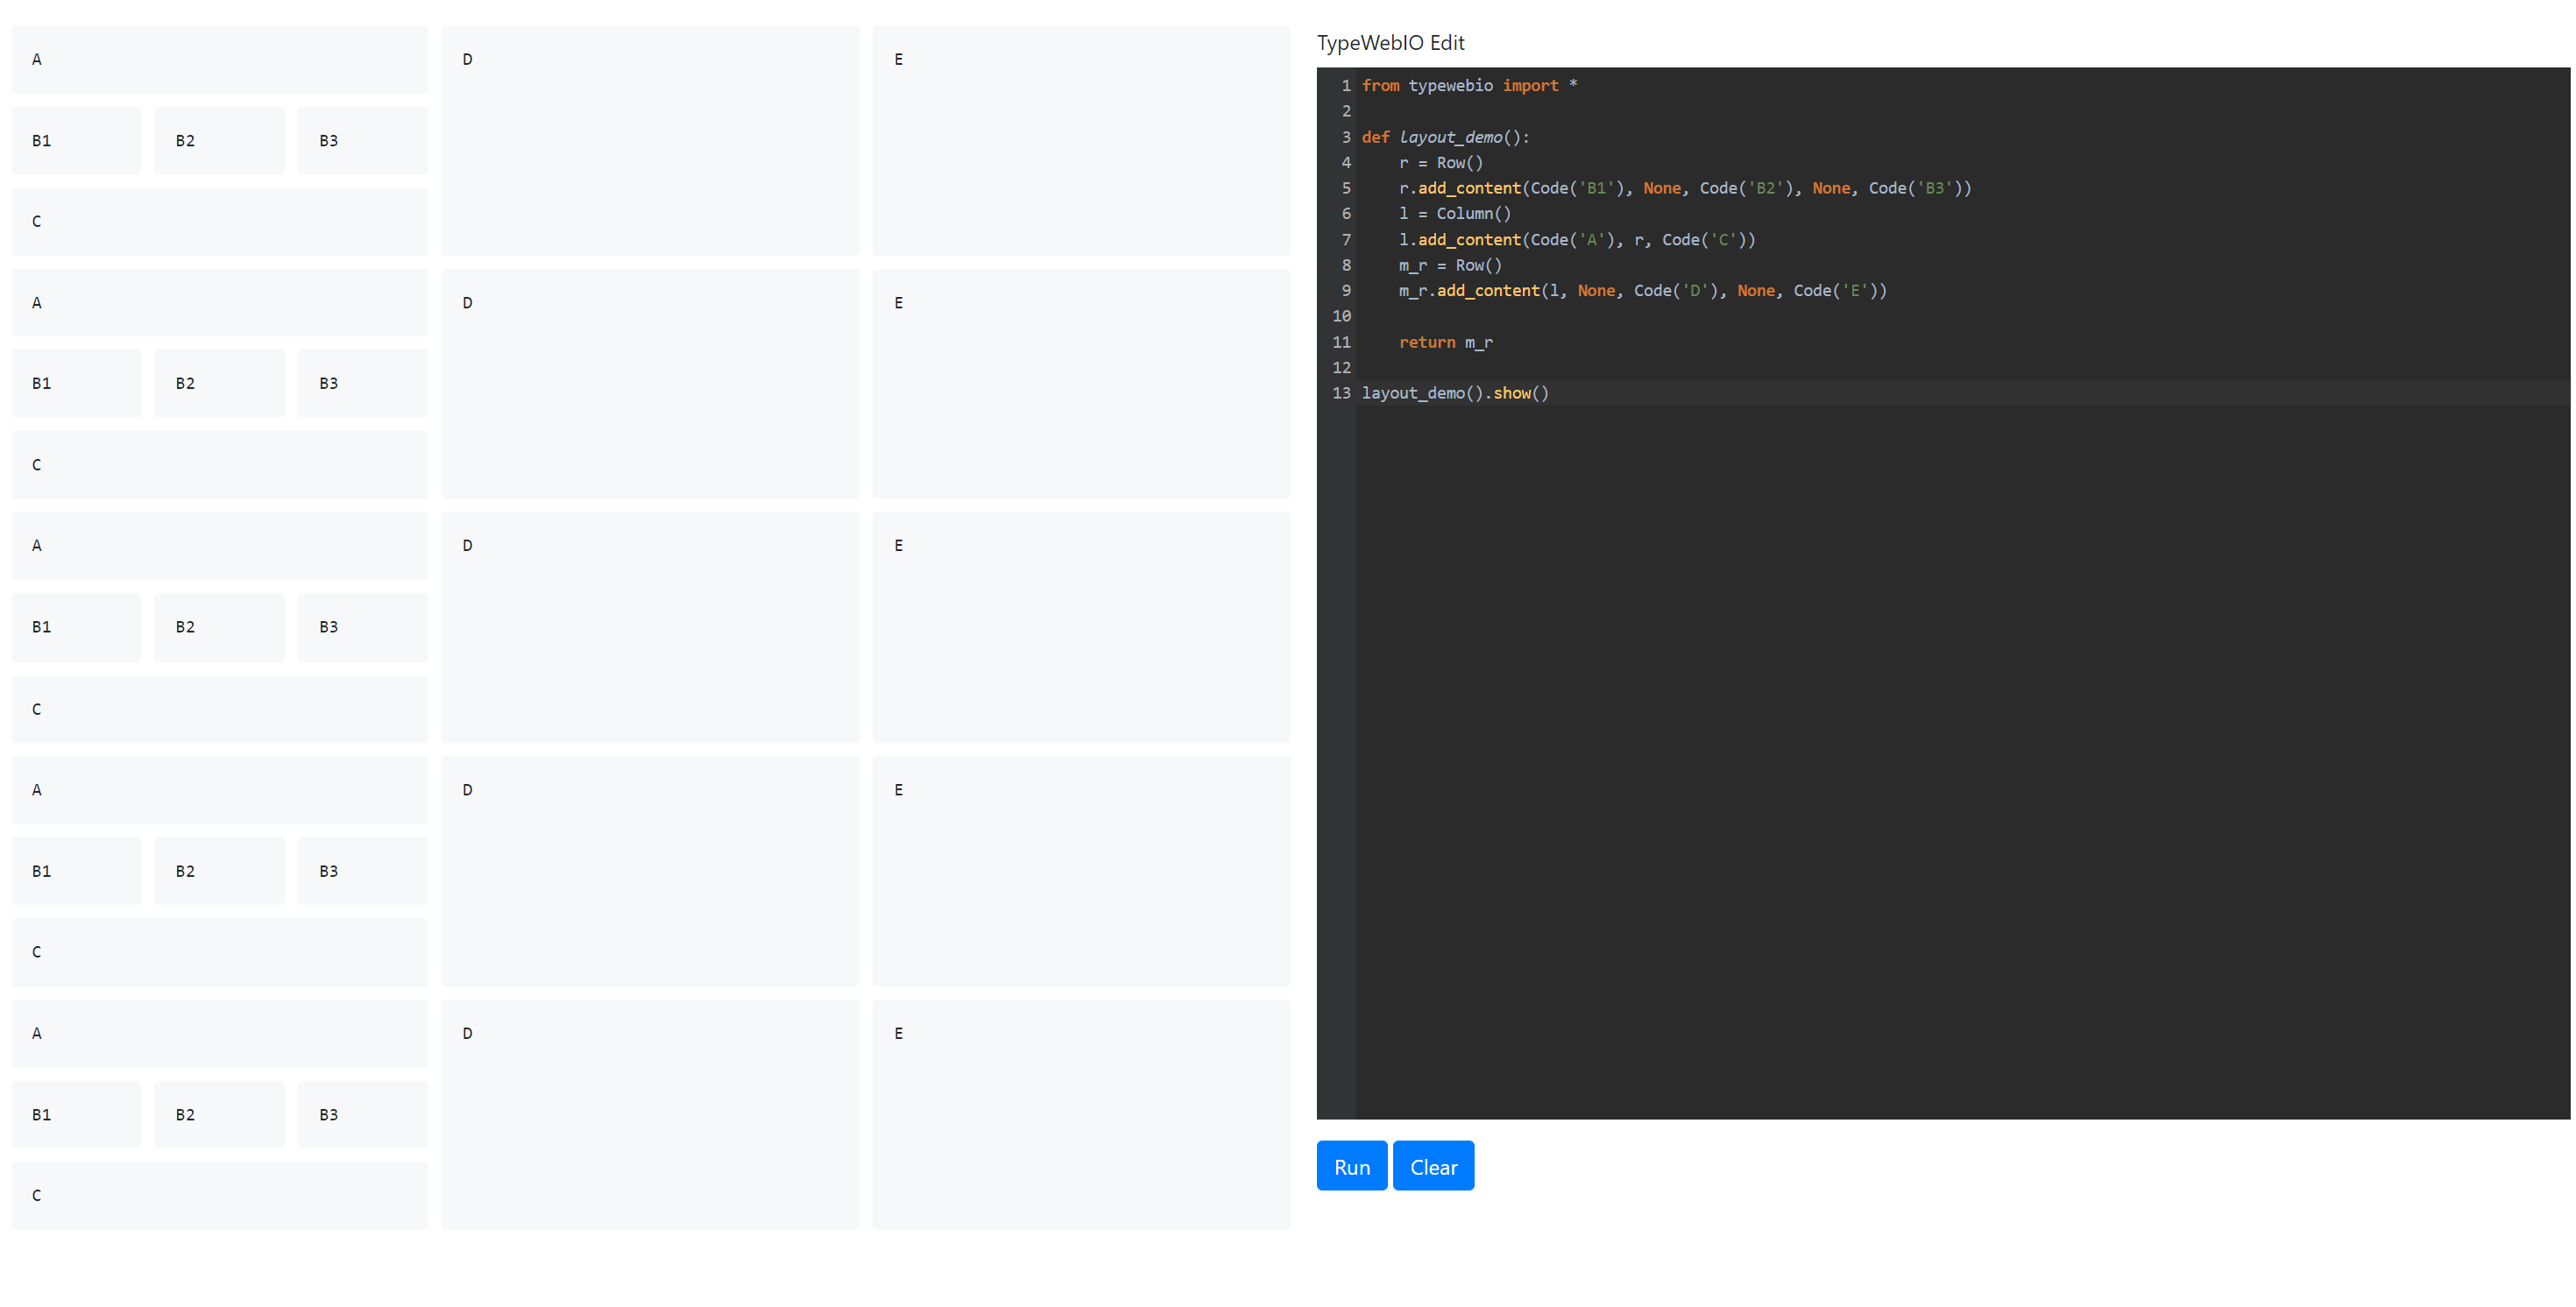 A
D
E
B1
B2
B3
C
A
D
E
B1
B2
B3
C
A
D
E
B1
B2
B3
C
A
D
E
B1
B2
B3
C
A
D
E
B1
B2
B3
C
TypeWebIO Edit
1 from typewebio import *
2
3 def layout_demo():
4     r = Row()
5     r.add_content(Code('B1'), None, Code('B2'), None, Code('B3'))
6     l = Column()
7     l.add_content(Code('A'), r, Code('C'))
8     m_r = Row()
9     m_r.add_content(l, None, Code('D'), None, Code('E'))
10
11     return m_r
12
13 layout_demo().show()
Run
Clear